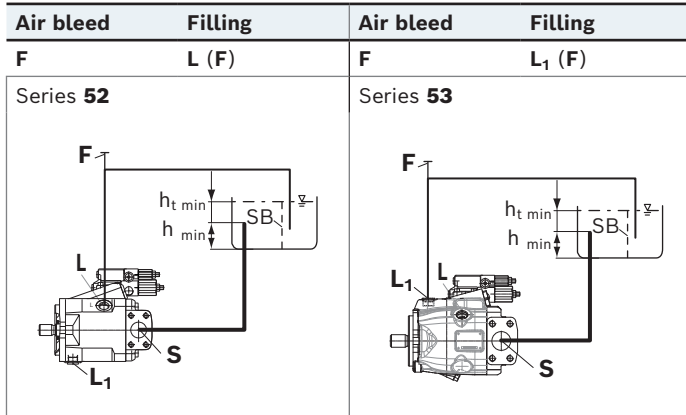 Air bleed Filling Air bleed Filling
F L (F) F L₁ (F)
Series 52 Series 53
F
hₜ min
SB
h min
L
S
L₁
F
hₜ min
SB
h min
L₁
L
S